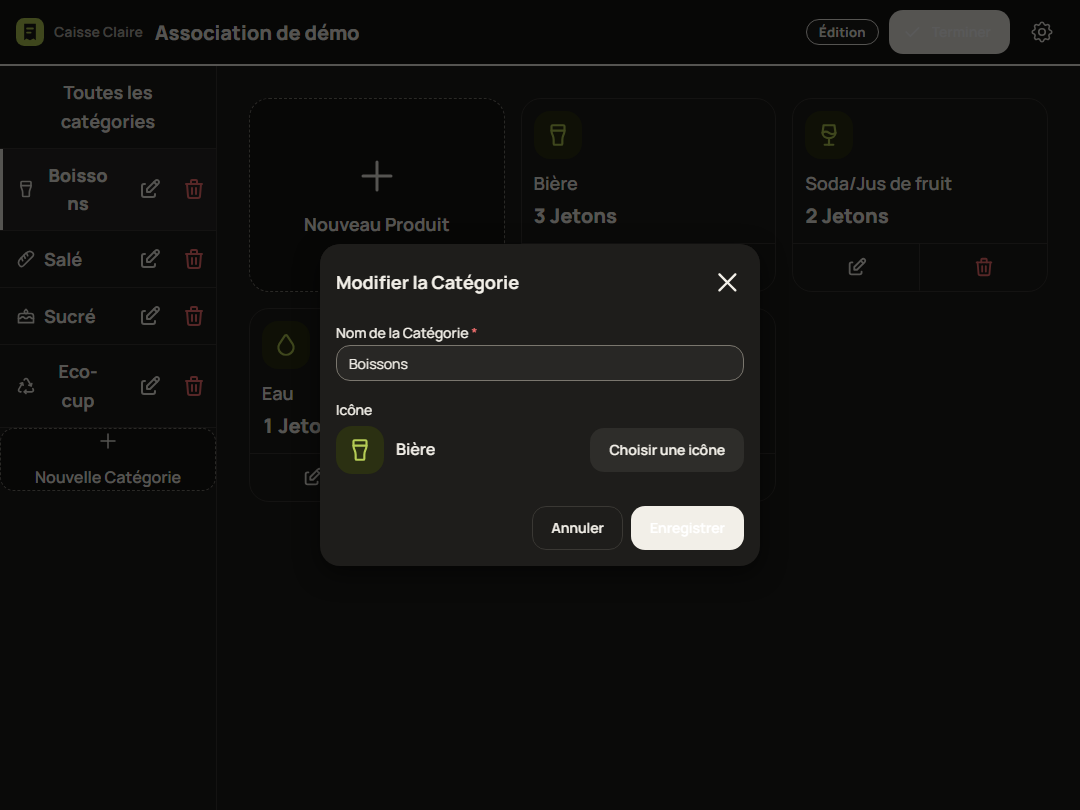 Caisse Claire
Association de démo
Édition
Terminer
Toutes les
catégories
Boisso
ns
Salé
Sucré
Eco-
cup
Nouvelle Catégorie
Nouveau Produit
Bière
3 Jetons
Soda/Jus de fruit
2 Jetons
Eau
1 Jeto
Modifier la Catégorie
Nom de la Catégorie *
Boissons
Icône
Bière
Choisir une icône
Annuler
Enregistrer